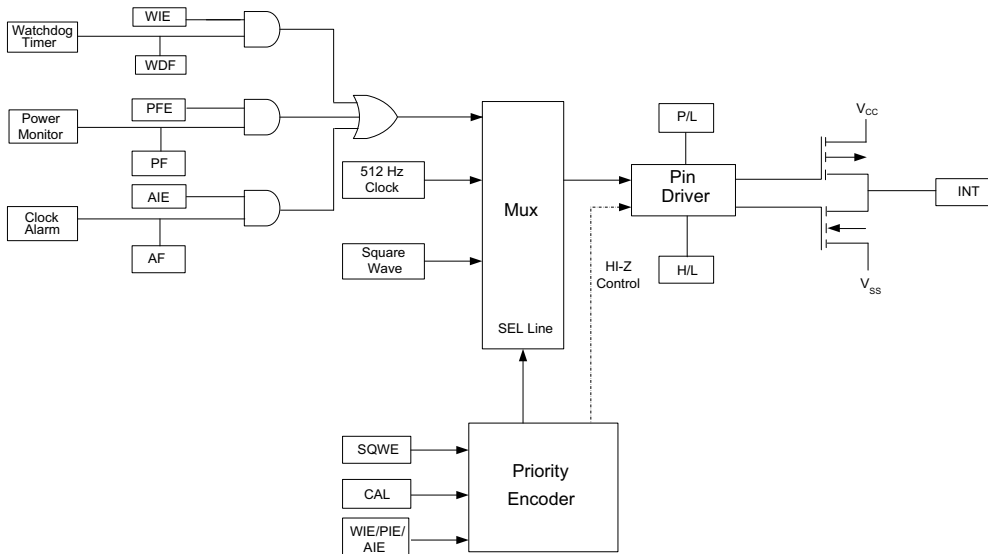 WIE
Watchdog
Timer
WDF
PFE
Power
Monitor
PF
AIE
Clock
Alarm
AF
512 Hz
Clock
Square
Wave
Mux
SEL Line
P/L
Pin
Driver
H/L
HI-Z
Control
VCC
INT
VSS
SQWE
CAL
WIE/PIE/
AIE
Priority
Encoder